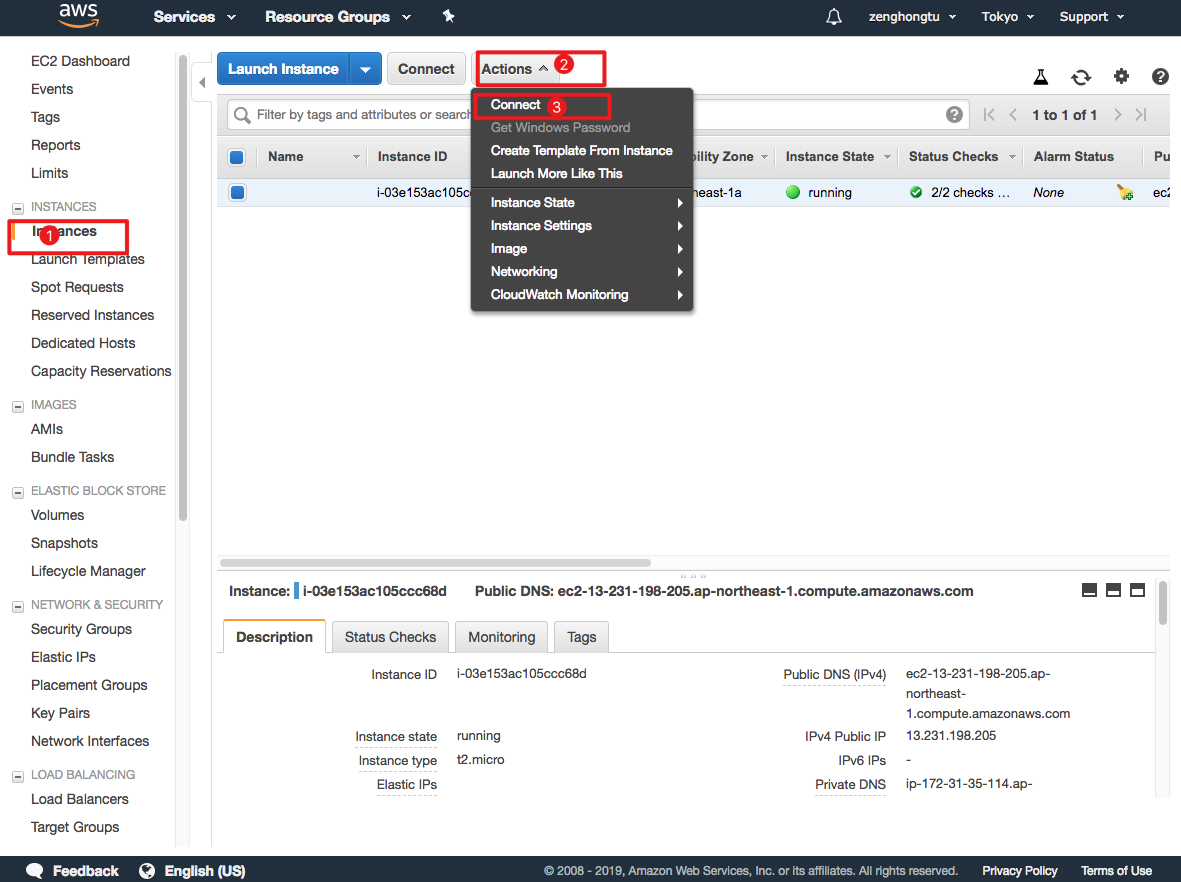 aws Services Resource Groups zenghongtu Tokyo Support
EC2 Dashboard
Events
Tags
Reports
Limits
INSTANCES
1
Launch Templates
Spot Requests
Reserved Instances
Dedicated Hosts
Capacity Reservations
IMAGES
AMIs
Bundle Tasks
ELASTIC BLOCK STORE
Volumes
Snapshots
Lifecycle Manager
NETWORK & SECURITY
Security Groups
Elastic IPs
Placement Groups
Key Pairs
Network Interfaces
LOAD BALANCING
Load Balancers
Target Groups
Launch Instance Connect Actions 2
Filter by tags and attributes or search 1 to 1 of 1
Name Instance ID Zone Instance State Status Checks Alarm Status
running 2/2 checks ... None
Connect 3
Get Windows Password
Create Template From Instance
Launch More Like This
Instance State
Instance Settings
Image
Networking
CloudWatch Monitoring
Instance: i-03e153ac105ccc68d Public DNS: ec2-13-231-198-205.ap-northeast-1.compute.amazonaws.com
Description Status Checks Monitoring Tags
Instance ID i-03e153ac105ccc68d
Instance state running
Instance type t2.micro
Elastic IPs
Public DNS (IPv4) ec2-13-231-198-205.ap-
northeast-
1.compute.amazonaws.com
IPv4 Public IP 13.231.198.205
IPv6 IPs -
Private DNS ip-172-31-35-114.ap-
Feedback English (US) © 2008 - 2019, Amazon Web Services, Inc. or its affiliates. All rights reserved. Privacy Policy Terms of Use